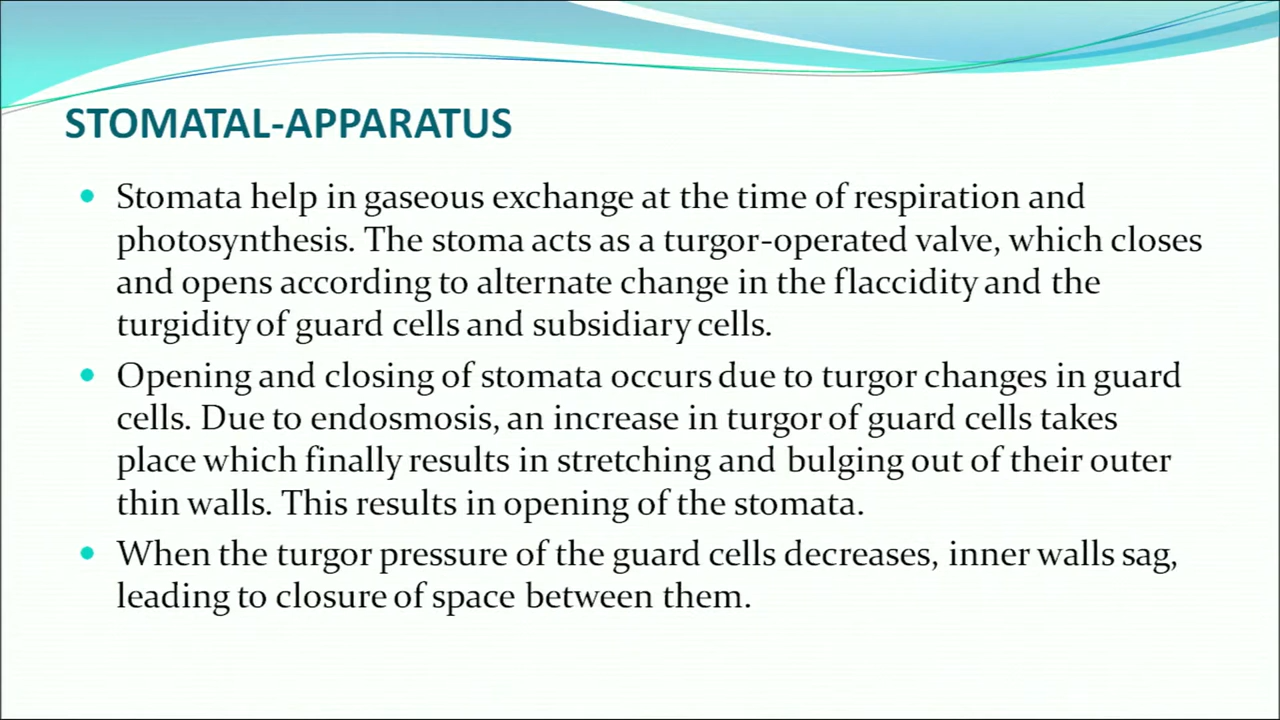 STOMATAL-APPARATUS
Stomata help in gaseous exchange at the time of respiration and
photosynthesis. The stoma acts as a turgor-operated valve, which closes
and opens according to alternate change in the flaccidity and the
turgidity of guard cells and subsidiary cells.
Opening and closing of stomata occurs due to turgor changes in guard
cells. Due to endosmosis, an increase in turgor of guard cells takes
place which finally results in stretching and bulging out of their outer
thin walls. This results in opening of the stomata.
When the turgor pressure of the guard cells decreases, inner walls sag,
leading to closure of space between them.